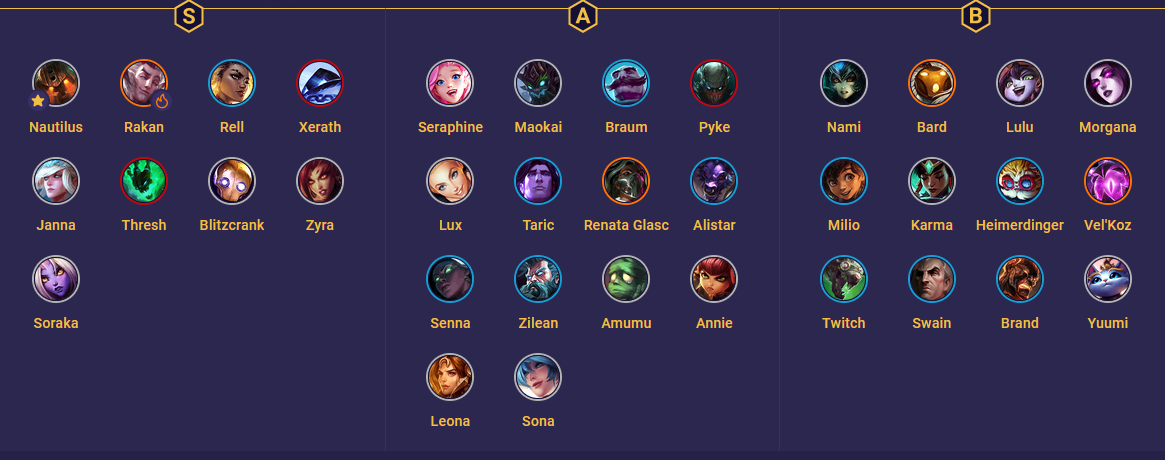 S
A
B
Nautilus
Rakan
Rell
Xerath
Janna
Thresh
Blitzcrank
Zyra
Soraka
Seraphine
Maokai
Braum
Pyke
Lux
Taric
Renata Glasc
Alistar
Senna
Zilean
Amumu
Annie
Leona
Sona
Nami
Bard
Lulu
Morgana
Milio
Karma
Heimerdinger
Vel'Koz
Twitch
Swain
Brand
Yuumi